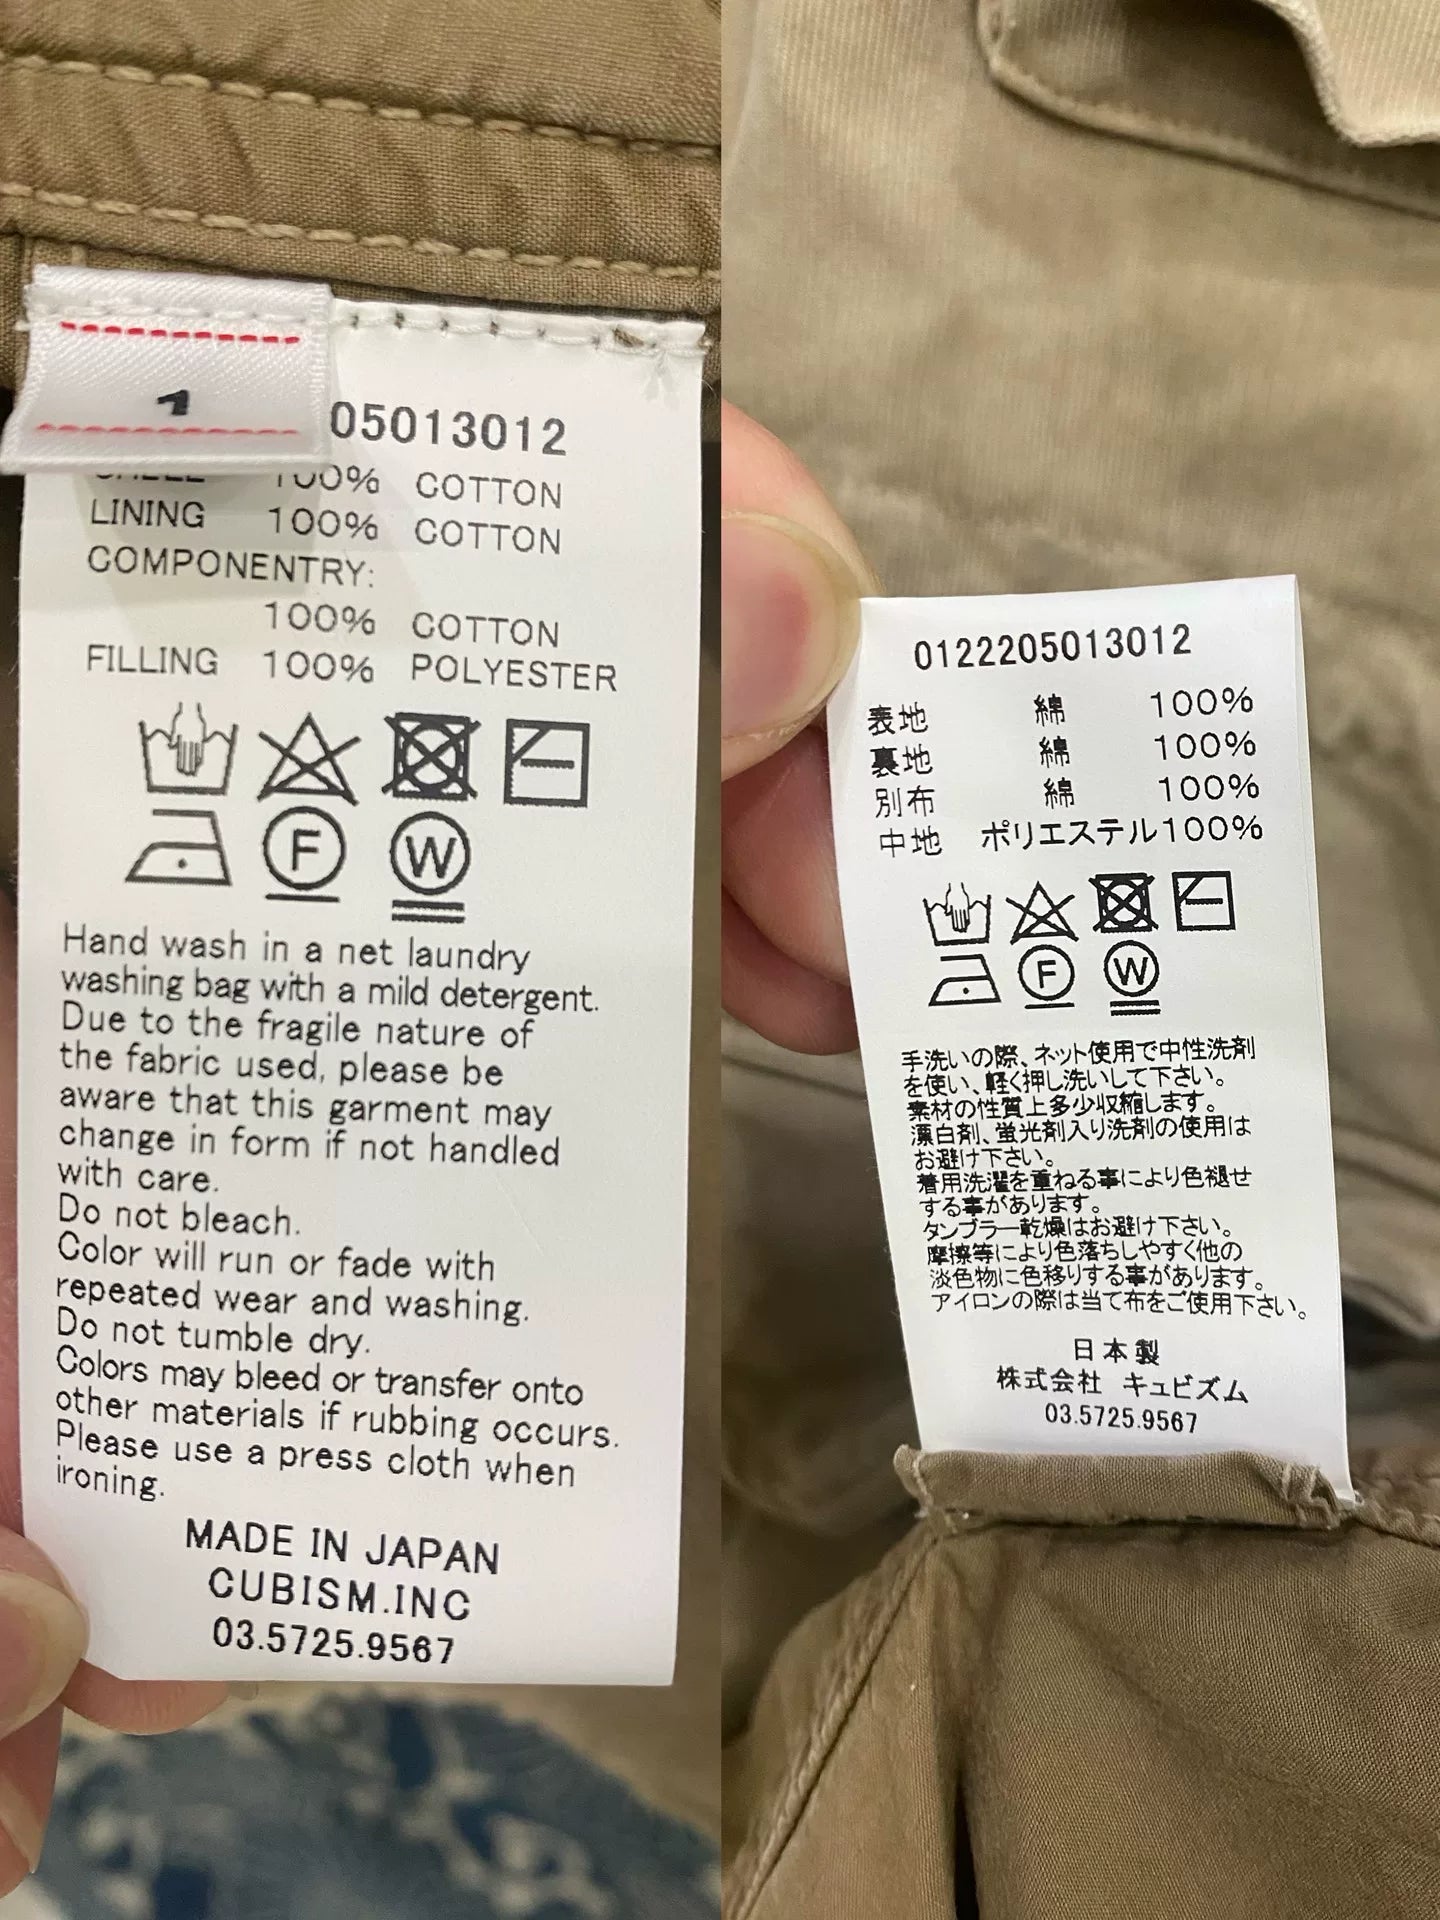 1
05013012
SHELL 100% COTTON
LINING 100% COTTON
COMPONENTRY:
100% COTTON
FILLING 100% POLYESTER
F
W
Hand wash in a net laundry
washing bag with a mild detergent.
Due to the fragile nature of
the fabric used, please be
aware that this garment may
change in form if not handled
with care.
Do not bleach.
Color will run or fade with
repeated wear and washing.
Do not tumble dry.
Colors may bleed or transfer onto
other materials if rubbing occurs.
Please use a press cloth when
ironing.
MADE IN JAPAN
CUBISM.INC
03.5725.9567
0122205013012
表地 綿 100%
裏地 綿 100%
別布 綿 100%
中地 ポリエステル100%
F
W
手洗いの際、ネット使用で中性洗剤
を使い、軽く押し洗いして下さい。
素材の性質上多少収縮します。
漂白剤、蛍光剤入り洗剤の使用は
お避け下さい。
着用洗濯を重ねる事により色褪せ
する事があります。
タンブラー乾燥はお避け下さい。
摩擦等により色落ちしやすく他の
淡色物に色移りする事があります。
アイロンの際は当て布をご使用下さい。
日本製
株式会社 キュビズム
03.5725.9567